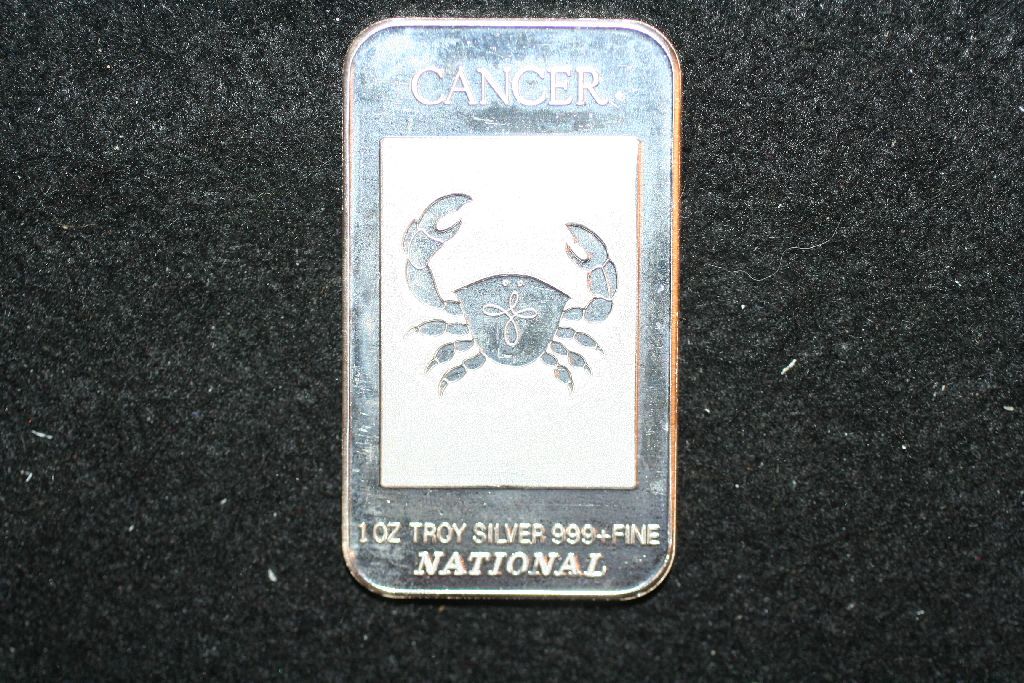 CANCER
1 OZ TROY SILVER 999+FINE
NATIONAL